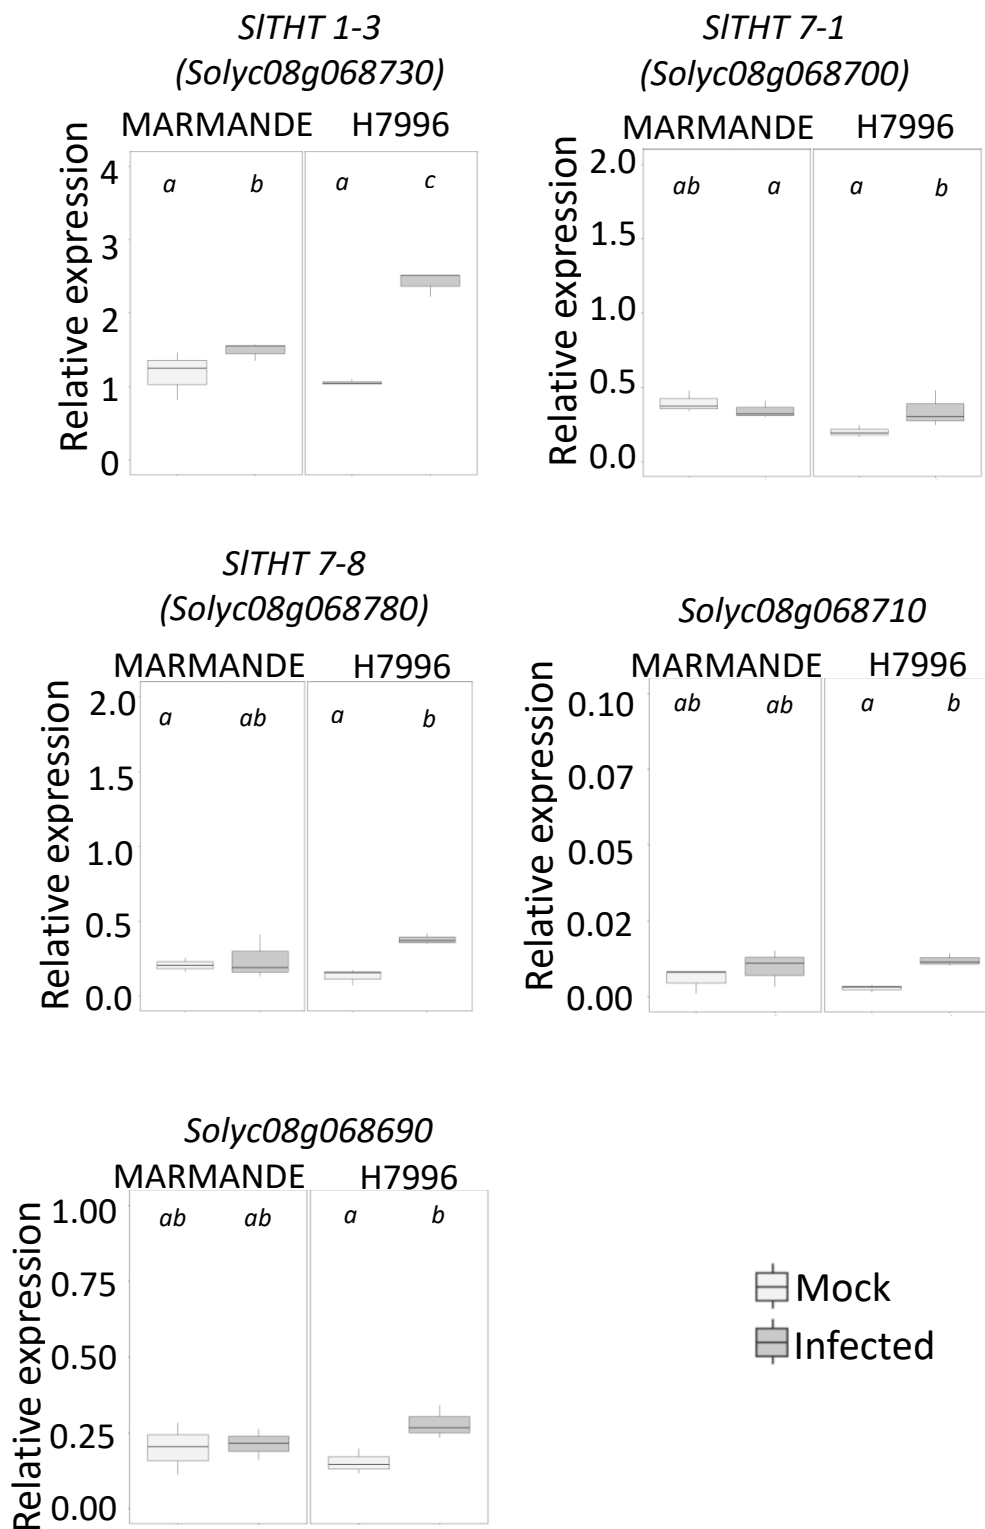 SlTHT 1-3
(Solyc08g068730)
MARMANDE H7996
Relative expression
4
3
2
1
0
a b a c
SlTHT 7-1
(Solyc08g068700)
MARMANDE H7996
Relative expression
2.0
1.5
1.0
0.5
0.0
ab a a b
SlTHT 7-8
(Solyc08g068780)
MARMANDE H7996
Relative expression
2.0
1.5
1.0
0.5
0.0
a ab a b
Solyc08g068710
MARMANDE H7996
Relative expression
0.10
0.07
0.05
0.02
0.00
ab ab a b
Solyc08g068690
MARMANDE H7996
Relative expression
1.00
0.75
0.50
0.25
0.00
ab ab a b
Mock
Infected